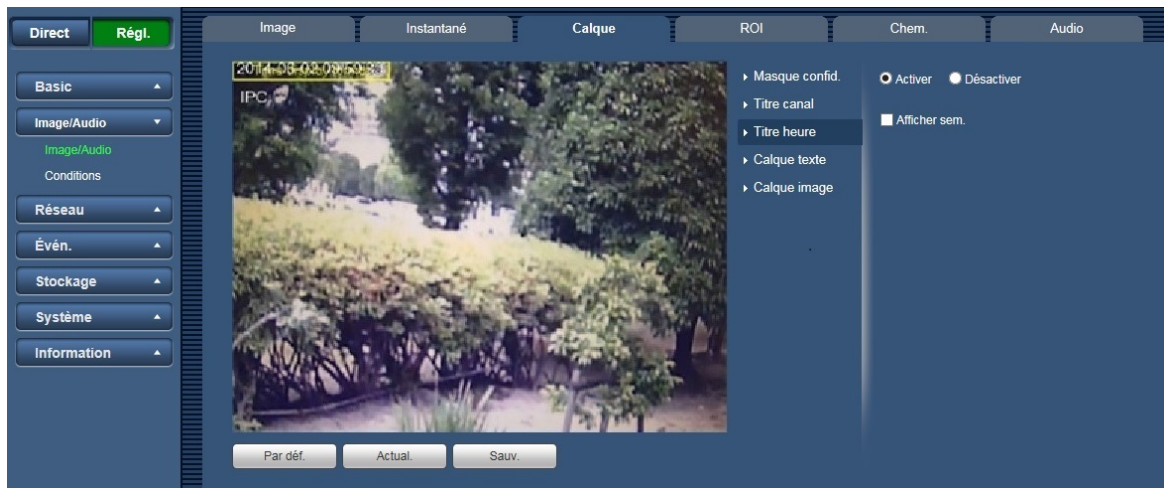 Direct
Régl.
Image
Instantané
Calque
ROI
Chem.
Audio
Basic
Image/Audio
Image/Audio
Conditions
Réseau
Évén.
Stockage
Système
Information
IPC
Masque confid.
Titre canal
Titre heure
Calque texte
Calque image
Activer
Désactiver
Afficher sem.
Par déf.
Actual.
Sauv.